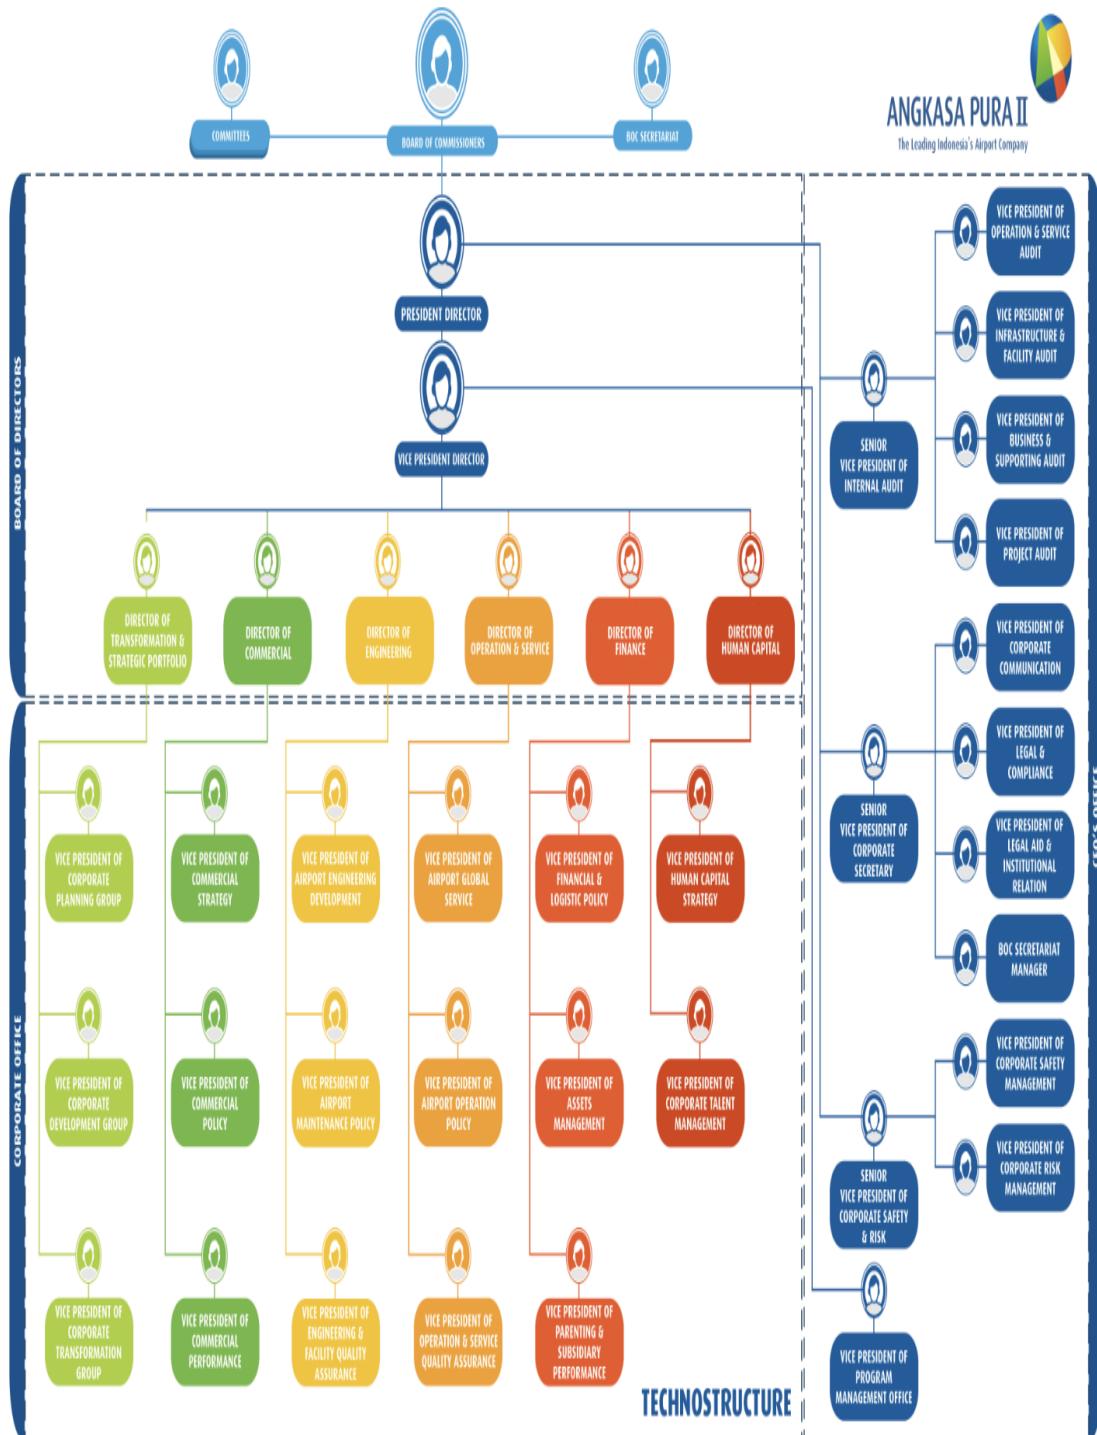 COMMITTEES
BOARD OF COMMISSIONERS
BOC SECRETARIAT
ANGKASA PURA II
The Leading Indonesia's Airport Company
BOARD OF DIRECTORS
PRESIDENT DIRECTOR
VICE PRESIDENT DIRECTOR
DIRECTOR OF
TRANSFORMATION &
STRATEGIC PORTFOLIO
DIRECTOR OF
COMMERCIAL
DIRECTOR OF
ENGINEERING
DIRECTOR OF
OPERATION & SERVICE
DIRECTOR OF
FINANCE
DIRECTOR OF
HUMAN CAPITAL
CORPORATE OFFICE
VICE PRESIDENT OF
CORPORATE
PLANNING GROUP
VICE PRESIDENT OF
COMMERCIAL
STRATEGY
VICE PRESIDENT OF
AIRPORT ENGINEERING
DEVELOPMENT
VICE PRESIDENT OF
AIRPORT GLOBAL
SERVICE
VICE PRESIDENT OF
FINANCIAL &
LOGISTIC POLICY
VICE PRESIDENT OF
HUMAN CAPITAL
STRATEGY
VICE PRESIDENT OF
CORPORATE
DEVELOPMENT GROUP
VICE PRESIDENT OF
COMMERCIAL
POLICY
VICE PRESIDENT OF
AIRPORT
MAINTENANCE POLICY
VICE PRESIDENT OF
AIRPORT OPERATION
POLICY
VICE PRESIDENT OF
ASSETS
MANAGEMENT
VICE PRESIDENT OF
CORPORATE TALENT
MANAGEMENT
VICE PRESIDENT OF
CORPORATE
TRANSFORMATION
GROUP
VICE PRESIDENT OF
COMMERCIAL
PERFORMANCE
VICE PRESIDENT OF
ENGINEERING &
FACILITY QUALITY
ASSURANCE
VICE PRESIDENT OF
OPERATION & SERVICE
QUALITY ASSURANCE
VICE PRESIDENT OF
PARENTING &
SUBSIDIARY
PERFORMANCE
TECHNOSTRUCTURE
SENIOR
VICE PRESIDENT OF
INTERNAL AUDIT
VICE PRESIDENT OF
OPERATION & SERVICE
AUDIT
VICE PRESIDENT OF
INFRASTRUCTURE &
FACILITY AUDIT
VICE PRESIDENT OF
BUSINESS &
SUPPORTING AUDIT
VICE PRESIDENT OF
PROJECT AUDIT
SENIOR
VICE PRESIDENT OF
CORPORATE
SECRETARY
VICE PRESIDENT OF
CORPORATE
COMMUNICATION
VICE PRESIDENT OF
LEGAL &
COMPLIANCE
VICE PRESIDENT OF
LEGAL AID &
INSTITUTIONAL
RELATION
BOC SECRETARIAT
MANAGER
SENIOR
VICE PRESIDENT OF
CORPORATE SAFETY
& RISK
VICE PRESIDENT OF
CORPORATE SAFETY
MANAGEMENT
VICE PRESIDENT OF
CORPORATE RISK
MANAGEMENT
VICE PRESIDENT OF
PROGRAM
MANAGEMENT OFFICE
CEO'S OFFICE